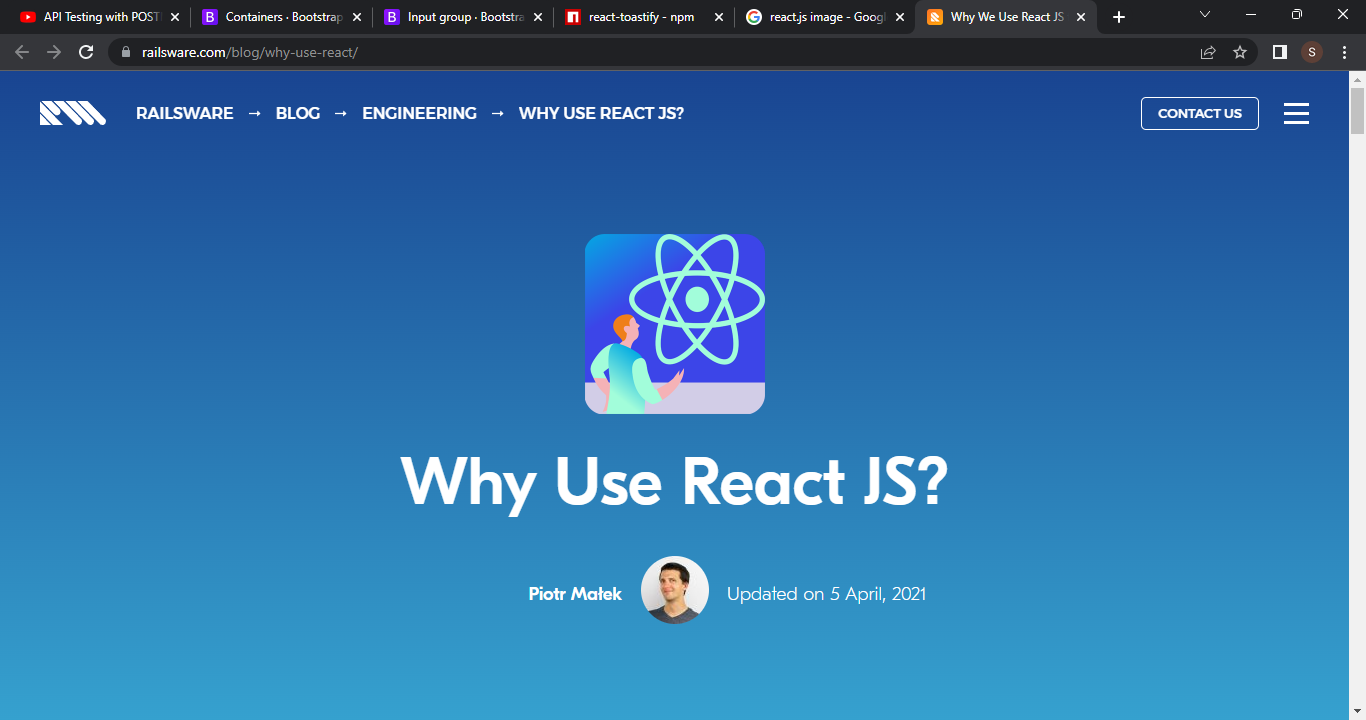 API Testing with POST
Containers · Bootstrap
Input group · Bootstra
react-toastify - npm
react.js image - Googl
Why We Use React JS
railsware.com/blog/why-use-react/
S
RAILSWARE → BLOG → ENGINEERING → WHY USE REACT JS?
CONTACT US
Why Use React JS?
Piotr Małek
Updated on 5 April, 2021